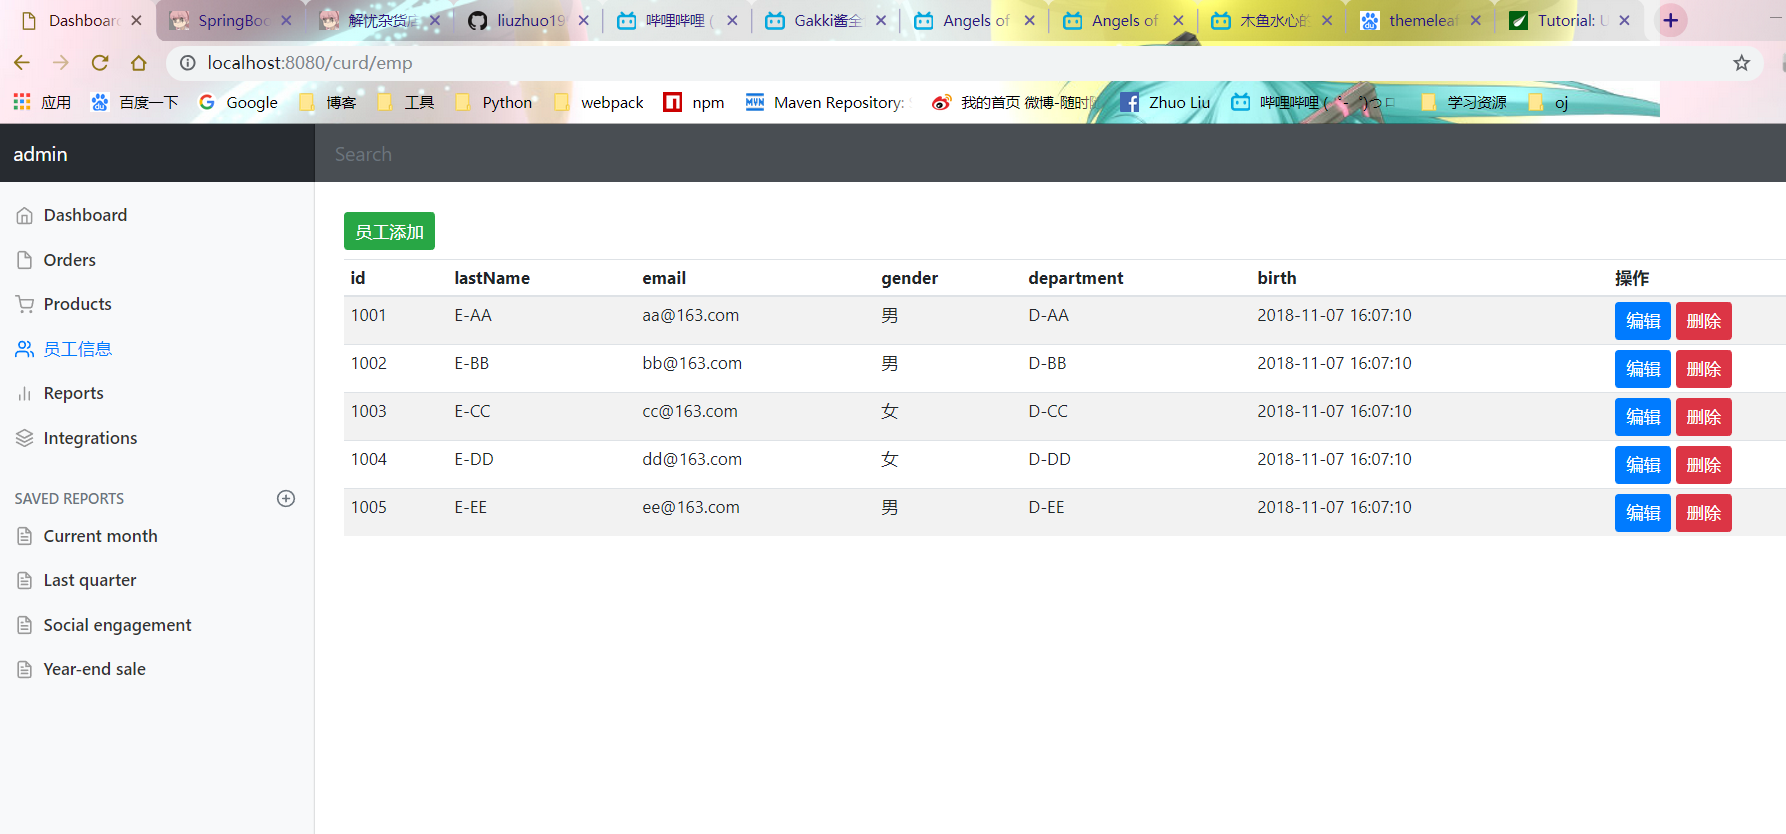 Dashboard SpringBoo 解忧杂货店 liuzhuo19 哔哩哔哩 ( Gakki酱全 Angels of Angels of 木鱼水心的 themeleaf Tutorial: U
localhost:8080/curd/emp
应用 百度一下 Google 博客 工具 Python webpack npm Maven Repository: 我的首页 微博-随时随 Zhuo Liu 哔哩哔哩 ( ゜- ゜)つロ 学习资源 oj
admin Search
Dashboard
Orders
Products
员工信息
Reports
Integrations
SAVED REPORTS
Current month
Last quarter
Social engagement
Year-end sale
员工添加
id lastName email gender department birth 操作
1001 E-AA aa@163.com 男 D-AA 2018-11-07 16:07:10 编辑 删除
1002 E-BB bb@163.com 男 D-BB 2018-11-07 16:07:10 编辑 删除
1003 E-CC cc@163.com 女 D-CC 2018-11-07 16:07:10 编辑 删除
1004 E-DD dd@163.com 女 D-DD 2018-11-07 16:07:10 编辑 删除
1005 E-EE ee@163.com 男 D-EE 2018-11-07 16:07:10 编辑 删除